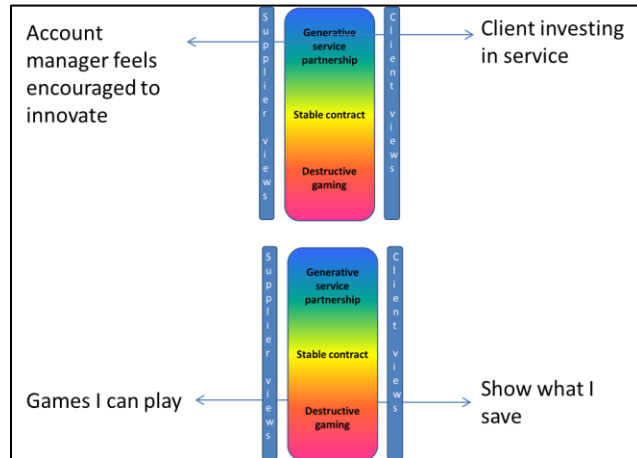 Account
manager feels
encouraged to
innovate
Supplier views
Generative
service
partnership
Stable contract
Destructive
gaming
Client views
Client investing
in service
Games I can play
Supplier views
Generative
service
partnership
Stable contract
Destructive
gaming
Client views
Show what I
save